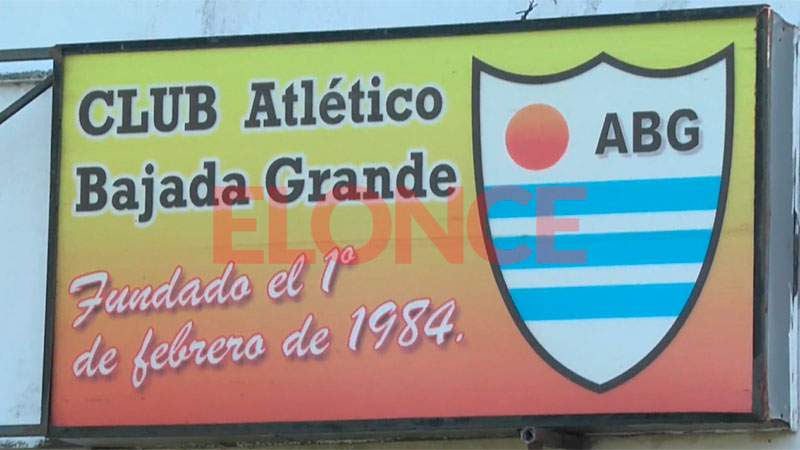 CLUB Atlético
Bajada Grande
Fundado el 1º
de febrero de 1984.
ABG
ELONCE